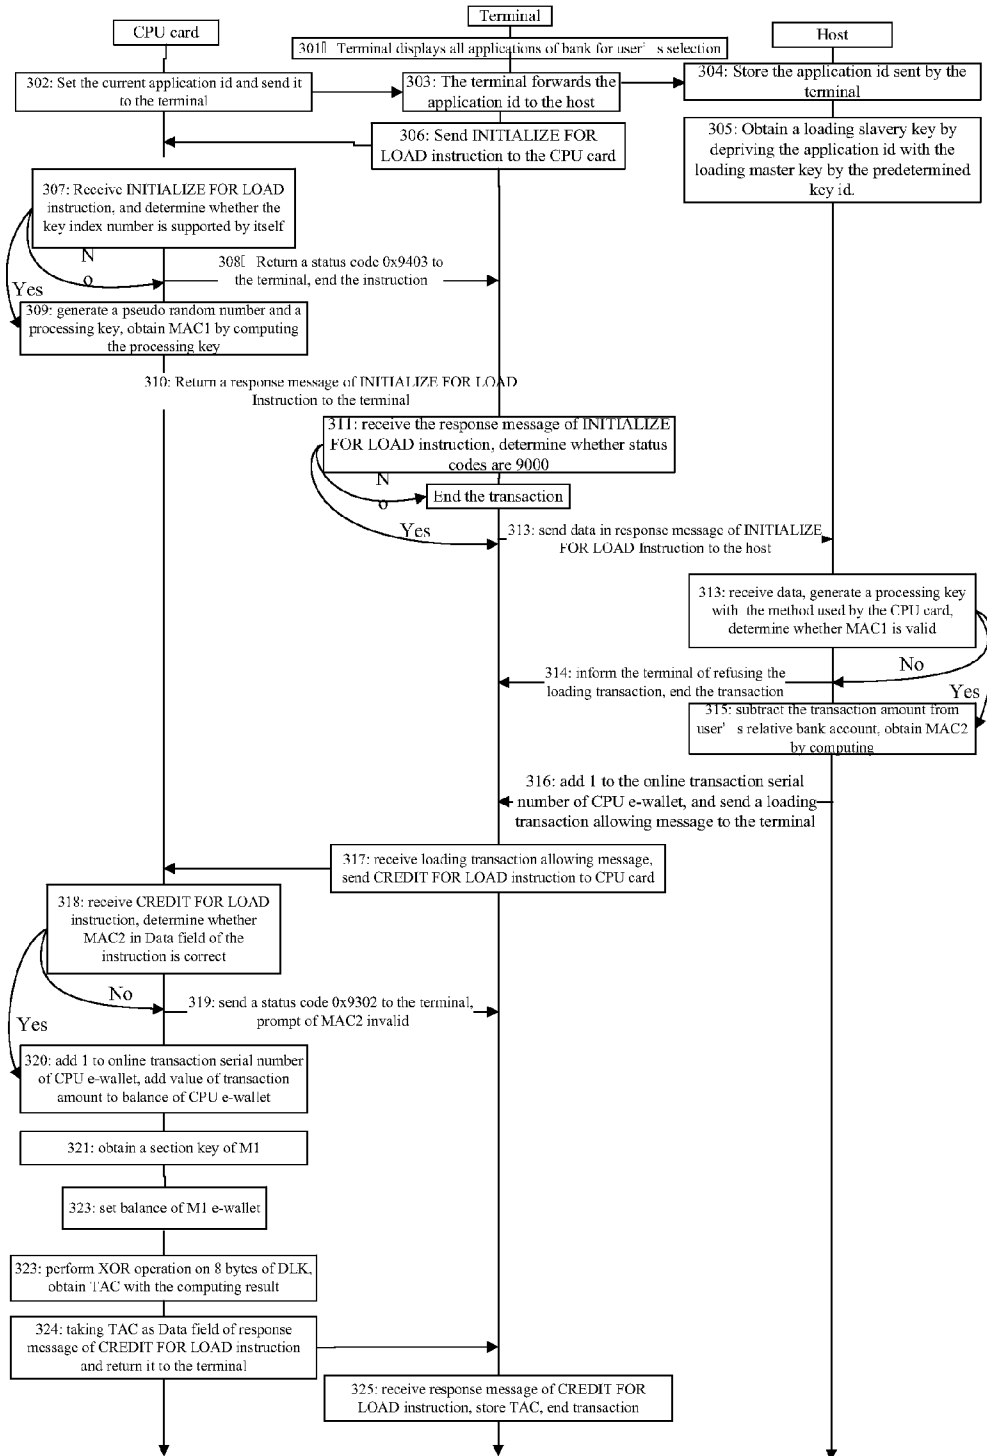 CPU card
Terminal
Host
301 Terminal displays all applications of bank for user' s selection
302: Set the current application id and send it
to the terminal
303: The terminal forwards the
application id to the host
304: Store the application id sent by the
terminal
305: Obtain a loading slavery key by
depriving the application id with the
loading master key by the predetermined
key id.
306: Send INITIALIZE FOR
LOAD instruction to the CPU card
307: Receive INITIALIZE FOR LOAD
instruction, and determine whether the
key index number is supported by itself
N
o
Yes
308 Return a status code 0x9403 to
the terminal, end the instruction
309: generate a pseudo random number and a
processing key, obtain MAC1 by computing
the processing key
310: Return a response message of INITIALIZE FOR LOAD
Instruction to the terminal
311: receive the response message of INITIALIZE
FOR LOAD instruction, determine whether status
codes are 9000
N
o
End the transaction
Yes
313: send data in response message of INITIALIZE
FOR LOAD Instruction to the host
313: receive data, generate a processing key
with the method used by the CPU card,
determine whether MAC1 is valid
No
314: inform the terminal of refusing the
loading transaction, end the transaction
Yes
315: subtract the transaction amount from
user' s relative bank account, obtain MAC2
by computing
316: add 1 to the online transaction serial
number of CPU e-wallet, and send a loading
transaction allowing message to the terminal
317: receive loading transaction allowing message,
send CREDIT FOR LOAD instruction to CPU card
318: receive CREDIT FOR LOAD
instruction, determine whether
MAC2 in Data field of the
instruction is correct
No
Yes
319: send a status code 0x9302 to the terminal,
prompt of MAC2 invalid
320: add 1 to online transaction serial number
of CPU e-wallet, add value of transaction
amount to balance of CPU e-wallet
321: obtain a section key of M1
323: set balance of M1 e-wallet
323: perform XOR operation on 8 bytes of DLK,
obtain TAC with the computing result
324: taking TAC as Data field of response
message of CREDIT FOR LOAD instruction
and return it to the terminal
325: receive response message of CREDIT FOR
LOAD instruction, store TAC, end transaction